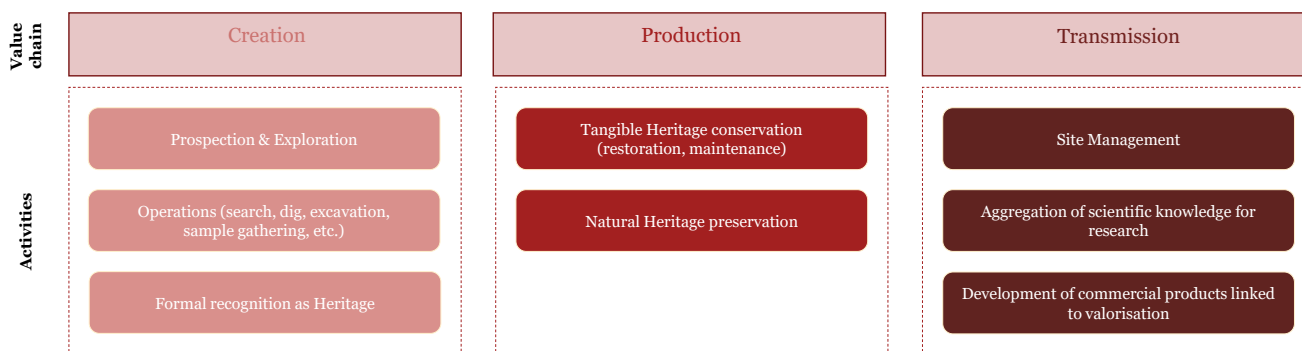 Value
chain
Creation
Production
Transmission
Activities
Prospection & Exploration
Operations (search, dig, excavation,
sample gathering, etc.)
Formal recognition as Heritage
Tangible Heritage conservation
(restoration, maintenance)
Natural Heritage preservation
Site Management
Aggregation of scientific knowledge for
research
Development of commercial products linked
to valorisation